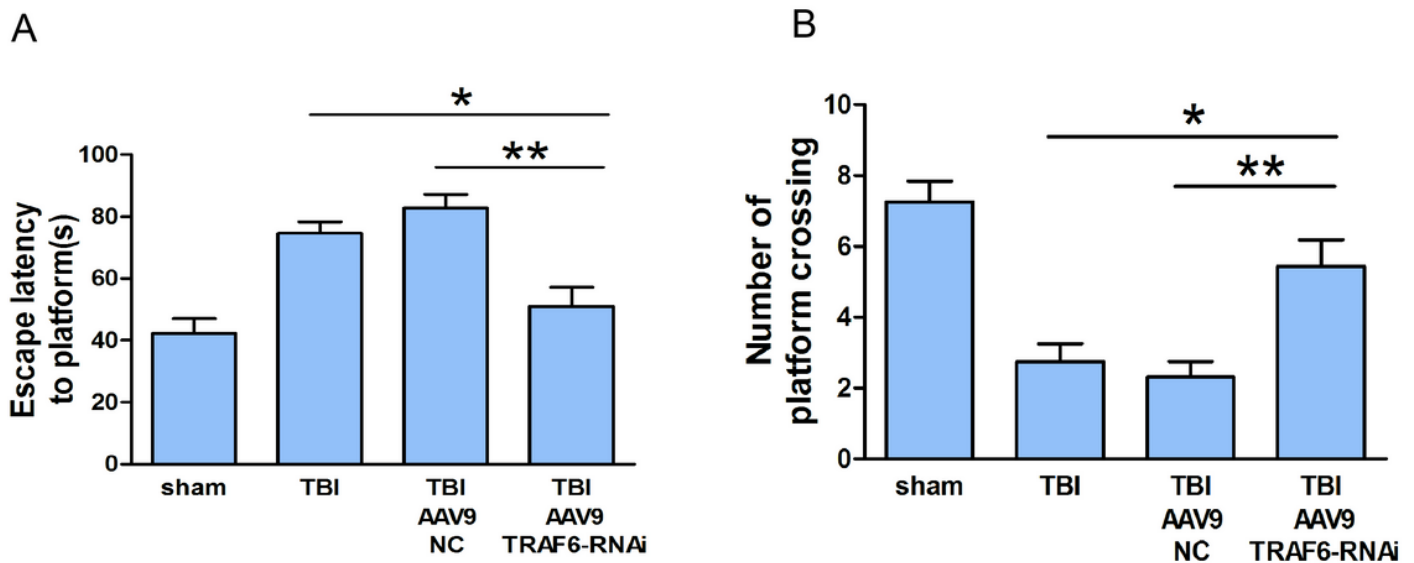 A
Escape latency
to platform(s)
100
80
60
40
20
0
*
**
sham
TBI
TBI
AAV9
NC
TBI
AAV9
TRAF6-RNAi
B
Number of
platform crossing
10
8
6
4
2
0
*
**
sham
TBI
TBI
AAV9
NC
TBI
AAV9
TRAF6-RNAi